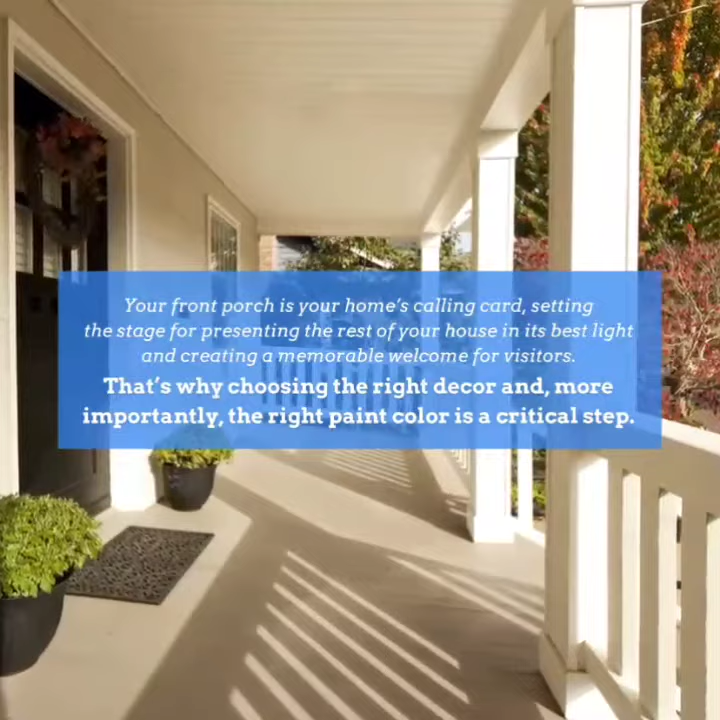 Your front porch is your home's calling card, setting
the stage for presenting the rest of your house in its best light
and creating a memorable welcome for visitors.
That's why choosing the right decor and, more
importantly, the right paint color is a critical step.